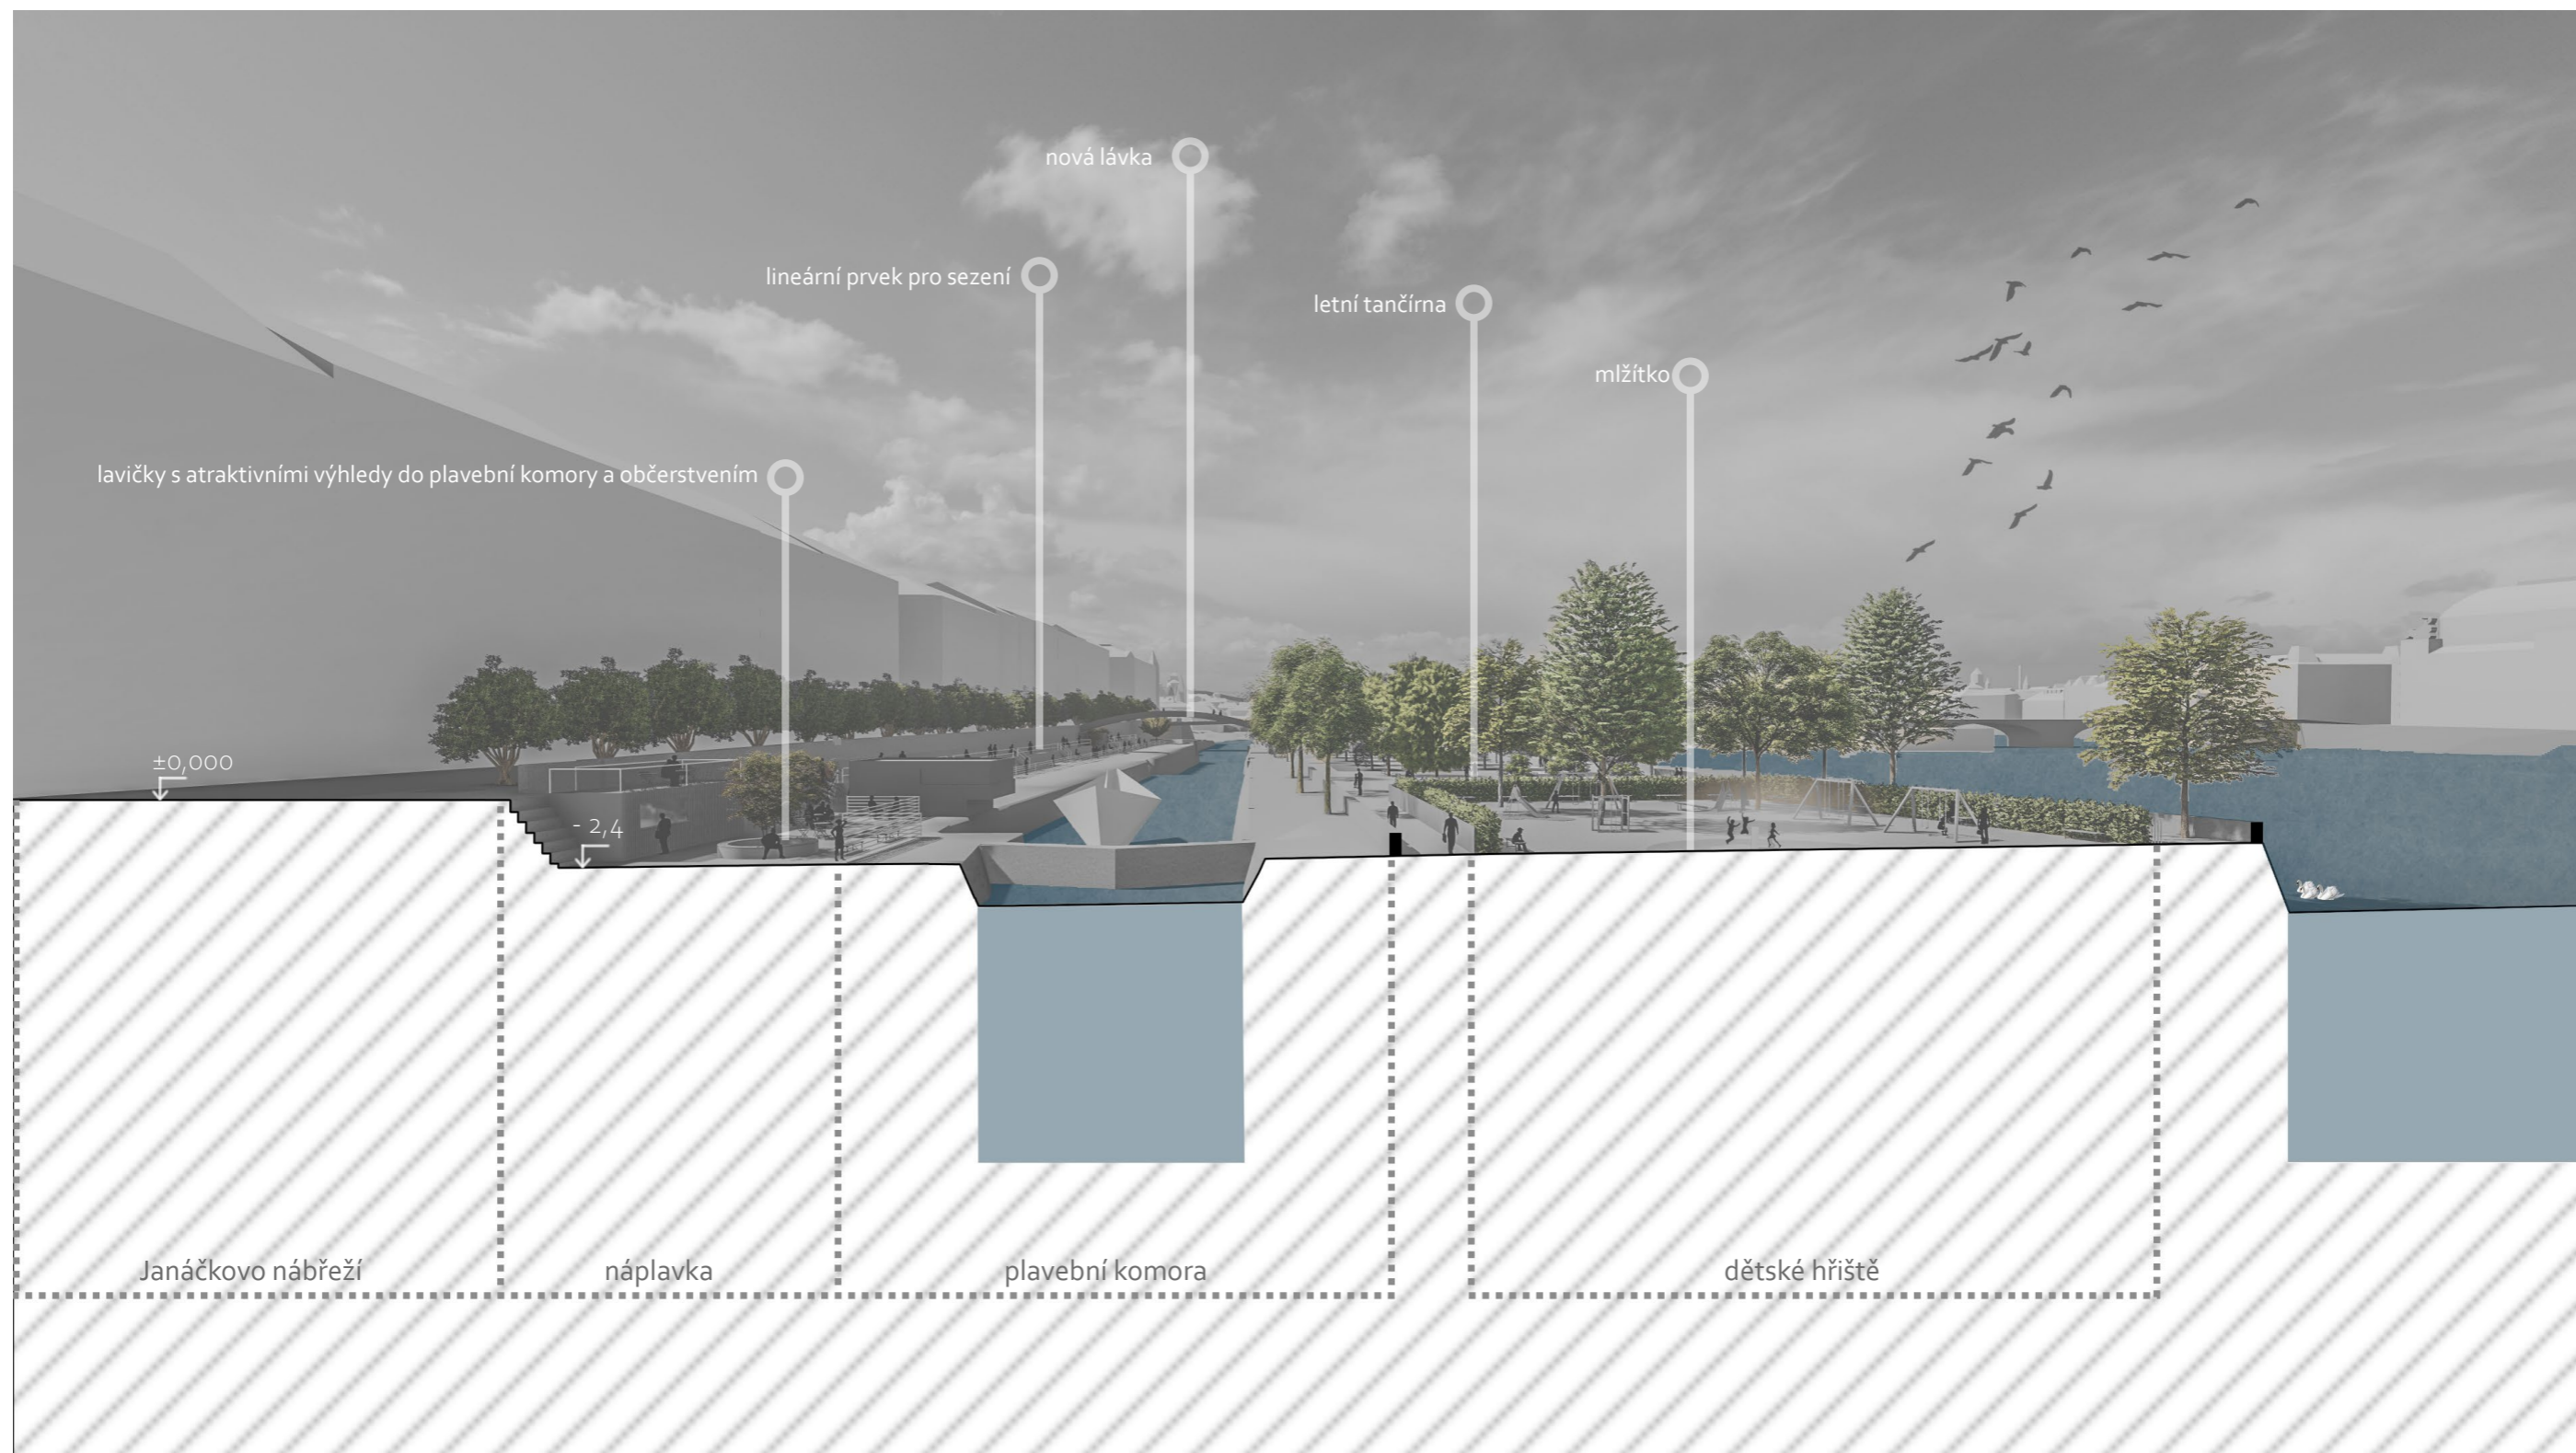 nová lávka
lineární prvek pro sezení
letní tančírna
mlžítko
lavičky s atraktivními výhledy do plavební komory a občerstvením
±0,000
- 2,4
Janáčkovo nábřeží
náplavka
plavební komora
dětské hřiště